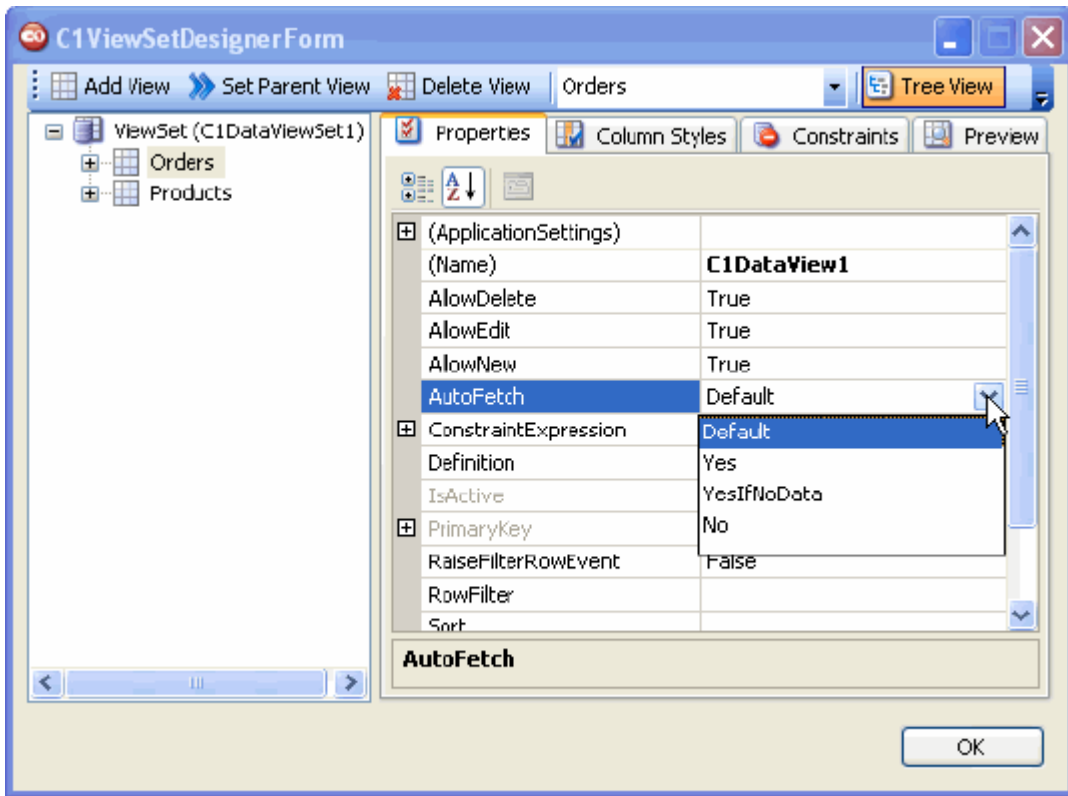 C1ViewSetDesignerForm
Add View Set Parent View Delete View Orders Tree View
ViewSet (C1DataViewSet1)
Orders
Products
Properties Column Styles Constraints Preview
(ApplicationSettings)
(Name) C1DataView1
AllowDelete True
AllowEdit True
AllowNew True
AutoFetch Default
ConstraintExpression Default
Definition Yes
IsActive YesIfNoData
PrimaryKey No
RaiseFilterRowEvent False
RowFilter
Sort
AutoFetch
OK